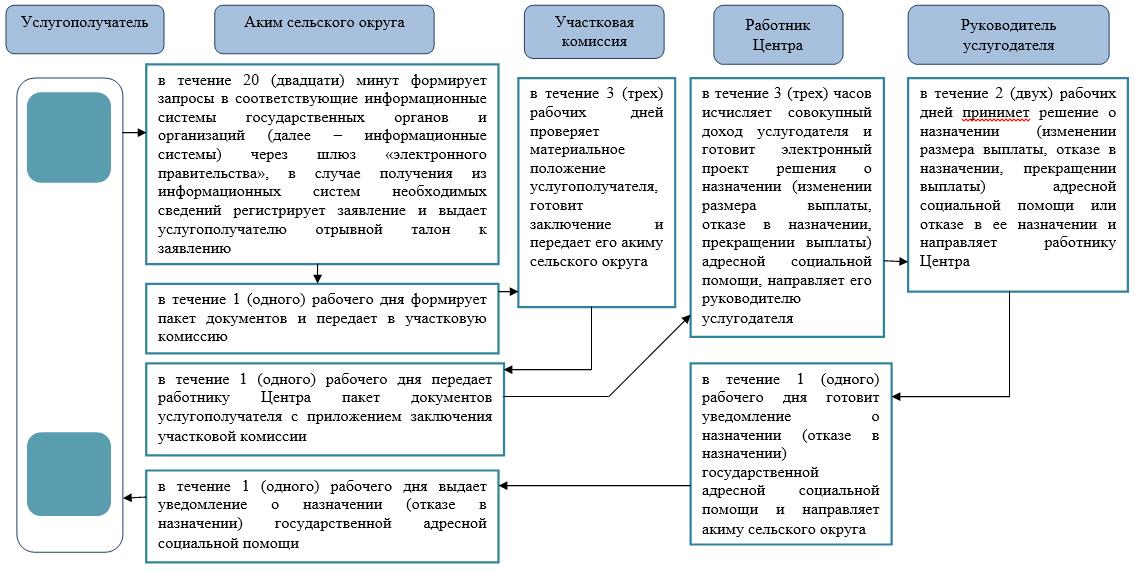 Услугополучатель
Аким сельского округа
Участковая
комиссия
Работник
Центра
Руководитель
услугодателя
в течение 20 (двадцати) минут формирует
запросы в соответствующие информационные
системы государственных органов и
организаций (далее – информационные
системы) через шлюз «электронного
правительства», в случае получения из
информационных систем необходимых
сведений регистрирует заявление и выдает
услугополучателю отрывной талон к
заявлению
в течение 1 (одного) рабочего дня формирует
пакет документов и передает в участковую
комиссию
в течение 3 (трех)
рабочих дней
проверяет
материальное
положение
услугополучателя,
готовит
заключение и
передает его акиму
сельского округа
в течение 1 (одного) рабочего дня передает
работнику Центра пакет документов
услугополучателя с приложением заключения
участковой комиссии
в течение 3 (трех) часов
исчисляет совокупный
доход услугодателя и
готовит электронный
проект решения о
назначении (изменении
размера выплаты,
отказе в назначении,
прекращении выплаты)
адресной социальной
помощи, направляет его
руководителю
услугодателя
в течение 2 (двух) рабочих
дней принимет решение о
назначении (изменении
размера выплаты, отказе в
назначении, прекращении
выплаты) адресной
социальной помощи или
отказе в ее назначении и
направляет работнику
Центра
в течение 1 (одного)
рабочего дня готовит
уведомление о
назначении (отказе в
назначении)
государственной
адресной социальной
помощи и направляет
акиму сельского округа
в течение 1 (одного) рабочего дня выдает
уведомление о назначении (отказе в
назначении) государственной адресной
социальной помощи